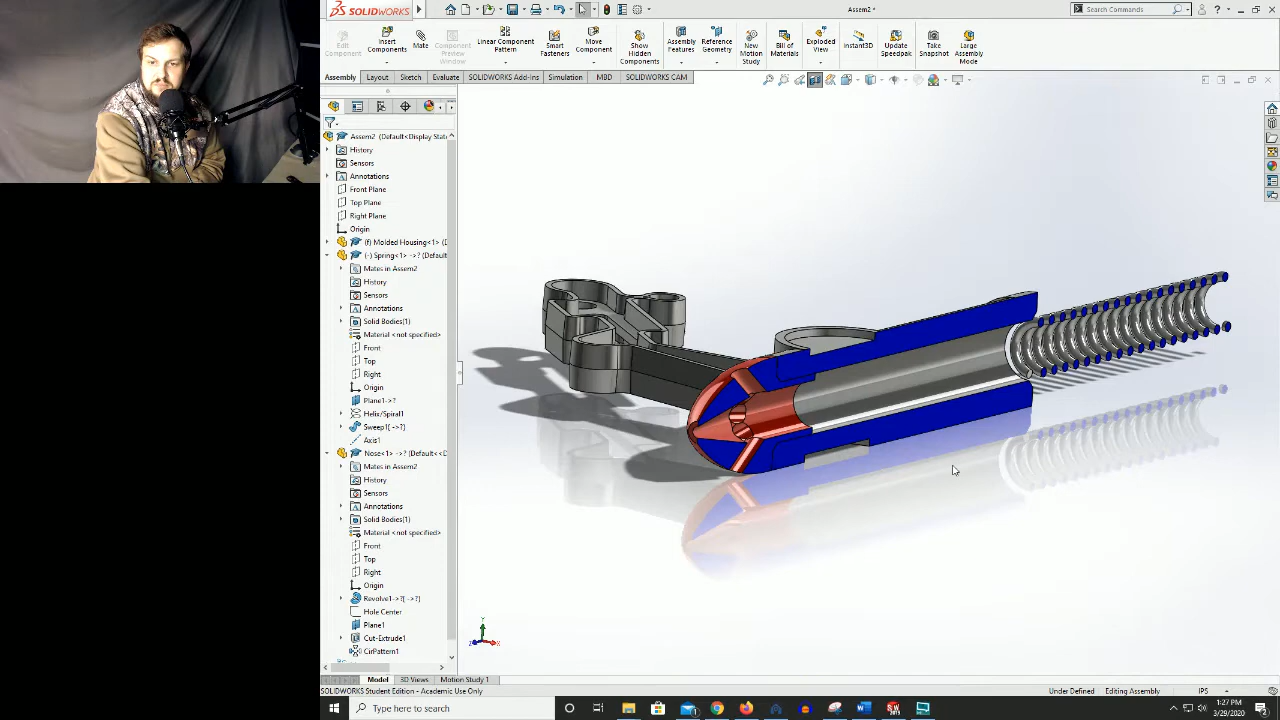 SOLIDWORKS
Assem2 *
Search Commands
Edit Component
Insert Components
Mate
Component Preview Window
Linear Component Pattern
Smart Fasteners
Move Component
Show Hidden Components
Assembly Features
Reference Geometry
New Motion Study
Bill of Materials
Exploded View
Instant3D
Update Speedpak
Take Snapshot
Large Assembly Mode
Assembly Layout Sketch Evaluate SOLIDWORKS Add-Ins Simulation MBD SOLIDWORKS CAM
Assem2 (Default<Display Stat
History
Sensors
Annotations
Front Plane
Top Plane
Right Plane
Origin
(f) Molded Housing<1> (D
(-) Spring<1> ->? (Default
Mates in Assem2
History
Sensors
Annotations
Solid Bodies(1)
Material <not specified>
Front
Top
Right
Origin
Plane1->?
Helix/Spiral1
Sweep1{ ->?}
Axis1
Nose<1> ->? (Default<<D
Mates in Assem2
History
Sensors
Annotations
Solid Bodies(1)
Material <not specified>
Front
Top
Right
Origin
Revolve1->?{ ->?}
Hole Center
Plane1
Cut-Extrude1
CirPattern1
Y
Z X
Model 3D Views Motion Study 1
SOLIDWORKS Student Edition - Academic Use Only
Under Defined Editing Assembly IPS
Type here to search
1:27 PM
3/29/2020